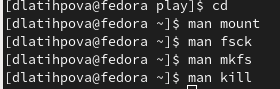 [dlatihpova@fedora play]$ cd
[dlatihpova@fedora ~]$ man mount
[dlatihpova@fedora ~]$ man fsck
[dlatihpova@fedora ~]$ man mkfs
[dlatihpova@fedora ~]$ man kill